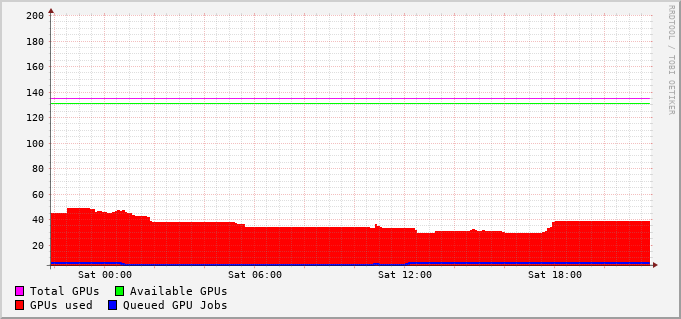 200
180
160
140
120
100
80
60
40
20
Sat 00:00 Sat 06:00 Sat 12:00 Sat 18:00
Total GPUs Available GPUs
GPUs used Queued GPU Jobs
RRDTOOL / TOBI OETIKER